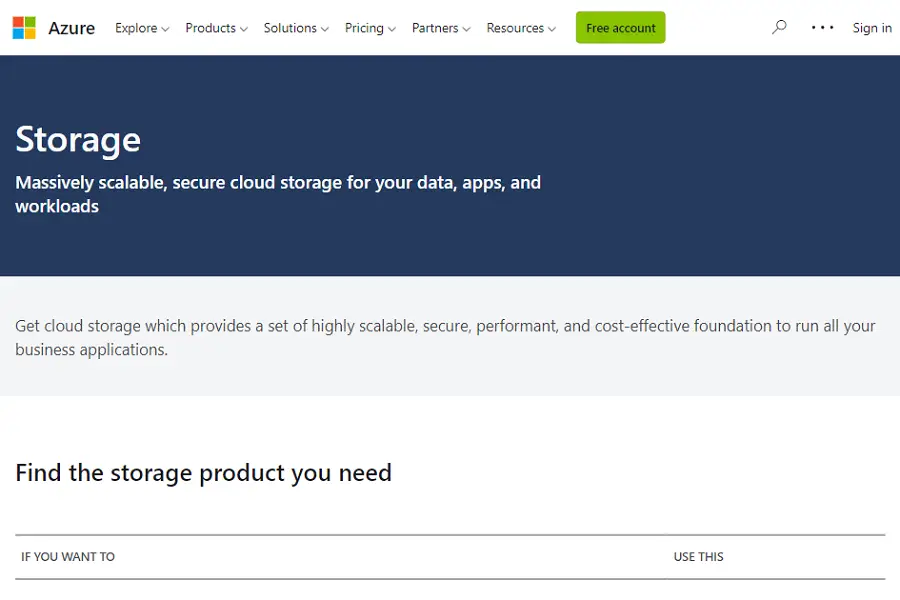 Azure Explore Products Solutions Pricing Partners Resources Free account ... Sign in
Storage
Massively scalable, secure cloud storage for your data, apps, and
workloads
Get cloud storage which provides a set of highly scalable, secure, performant, and cost-effective foundation to run all your
business applications.
Find the storage product you need
IF YOU WANT TO USE THIS